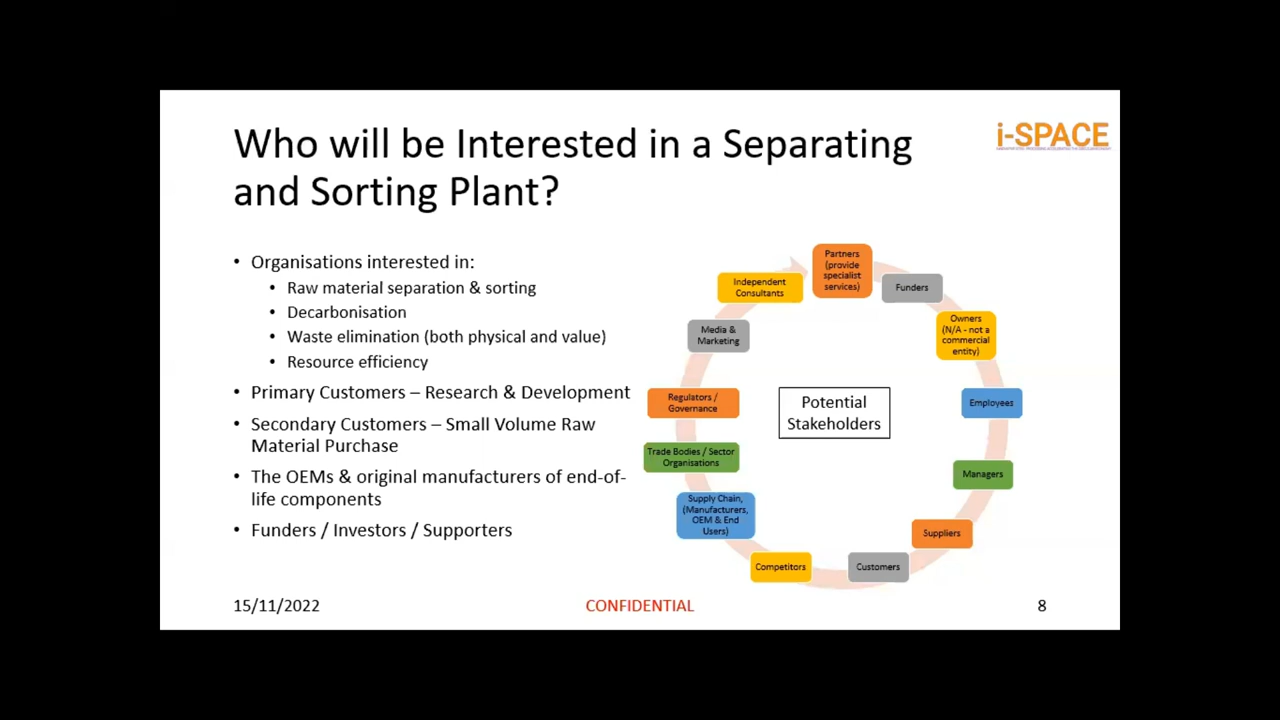 Who will be Interested in a Separating
and Sorting Plant?
i-SPACE
• Organisations interested in:
• Raw material separation & sorting
• Decarbonisation
• Waste elimination (both physical and value)
• Resource efficiency
• Primary Customers – Research & Development
• Secondary Customers – Small Volume Raw
Material Purchase
• The OEMs & original manufacturers of end-of-
life components
• Funders / Investors / Supporters
Potential
Stakeholders
Partners
(provide
specialist
services)
Funders
Owners
(N/A - not a
commercial
entity)
Employees
Managers
Suppliers
Customers
Competitors
Supply Chain,
(Manufacturers,
OEM & End
Users)
Trade Bodies / Sector
Organisations
Regulators /
Governance
Media &
Marketing
Independent
Consultants
15/11/2022
CONFIDENTIAL
8